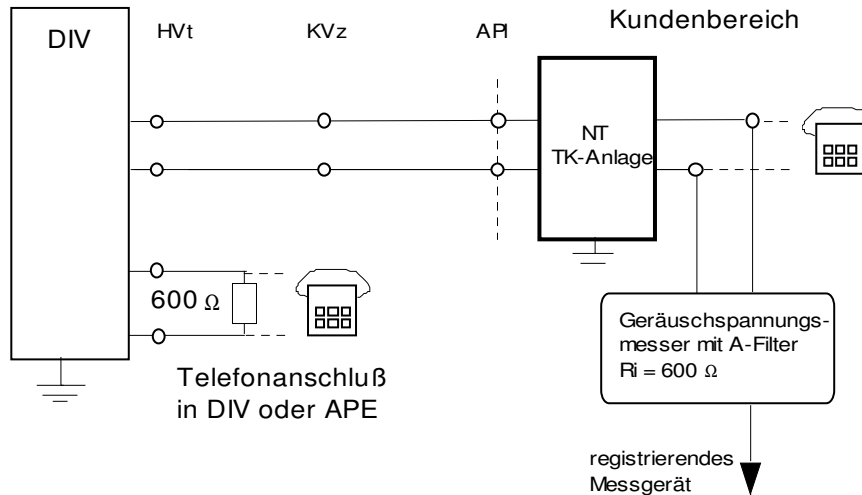 DIV
HVt
KVz
APl
Kundenbereich
NT
TK-Anlage
600 Ω
Telefonanschluß
in DIV oder APE
Geräuschspannungs-
messer mit A-Filter
Ri = 600 Ω
registrierendes
Messgerät